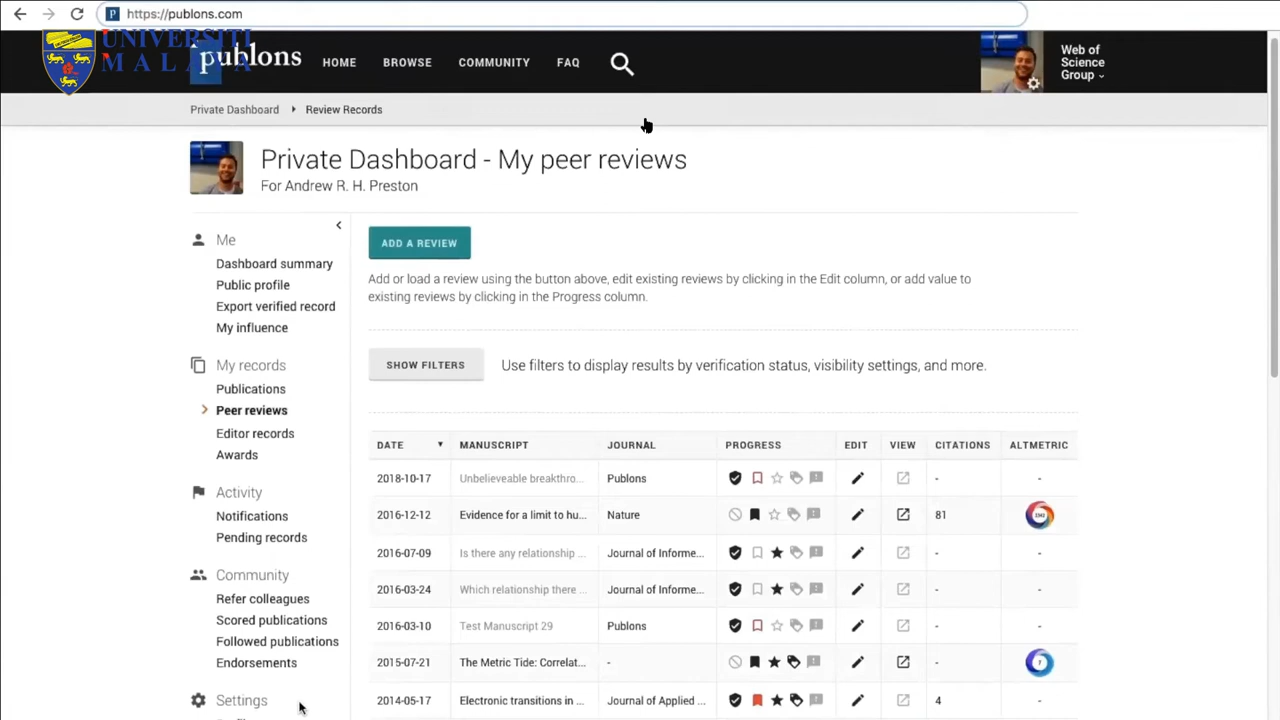 https://publons.com
UNIVERSITI
MALAYA
publons
HOME BROWSE COMMUNITY FAQ
Web of
Science
Group
Private Dashboard Review Records
Private Dashboard - My peer reviews
For Andrew R. H. Preston
Me
Dashboard summary
Public profile
Export verified record
My influence
My records
Publications
Peer reviews
Editor records
Awards
Activity
Notifications
Pending records
Community
Refer colleagues
Scored publications
Followed publications
Endorsements
Settings
ADD A REVIEW
Add or load a review using the button above, edit existing reviews by clicking in the Edit column, or add value to
existing reviews by clicking in the Progress column.
SHOW FILTERS Use filters to display results by verification status, visibility settings, and more.
DATE MANUSCRIPT JOURNAL PROGRESS EDIT VIEW CITATIONS ALTMETRIC
2018-10-17 Unbelieveable breakthro... Publons - -
2016-12-12 Evidence for a limit to hu... Nature 81
2016-07-09 Is there any relationship ... Journal of Informe... - -
2016-03-24 Which relationship there ... Journal of Informe... - -
2016-03-10 Test Manuscript 29 Publons - -
2015-07-21 The Metric Tide: Correlat... - - 7
2014-05-17 Electronic transitions in ... Journal of Applied ... 4 -